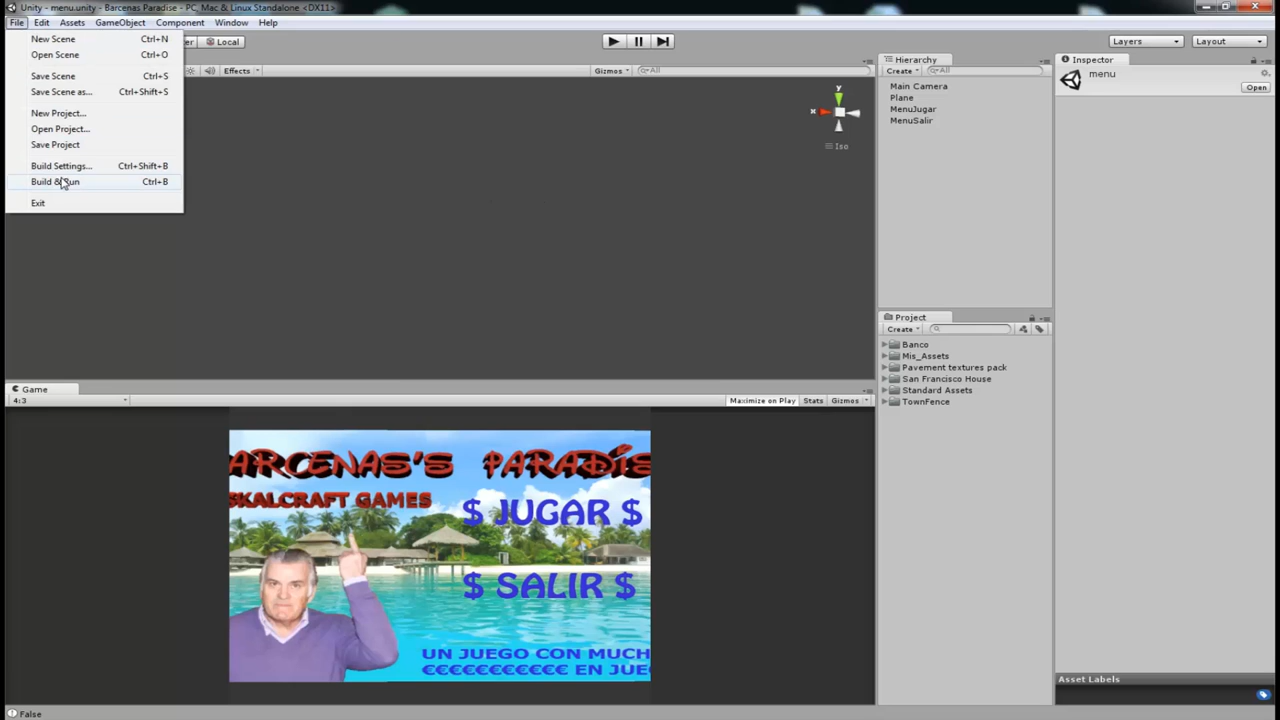 Unity - menu.unity - Barcenas Paradise - PC, Mac & Linux Standalone <DX11>
File Edit Assets GameObject Component Window Help
Local
Layers
Layout
New Scene Ctrl+N
Open Scene Ctrl+O
Save Scene Ctrl+S
Save Scene as... Ctrl+Shift+S
New Project...
Open Project...
Save Project
Build Settings... Ctrl+Shift+B
Build & Run Ctrl+B
Exit
Effects
Gizmos
All
y
x
Iso
Hierarchy
Create
All
Main Camera
Plane
MenuJugar
MenuSalir
Inspector
menu
Open
Project
Create
Banco
Mis_Assets
Pavement textures pack
San Francisco House
Standard Assets
TownFence
Game
4:3
Maximize on Play Stats Gizmos
ARCENAS'S PARADIS
SKALCRAFT GAMES
$ JUGAR $
$ SALIR $
UN JUEGO CON MUCH
€€€€€€€€€€€ EN JUE
Asset Labels
False